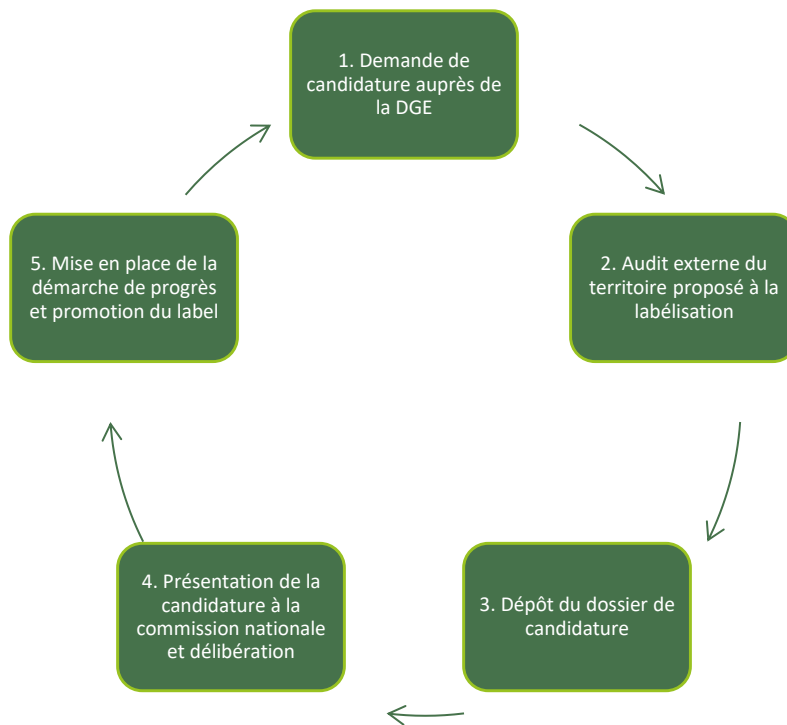 1. Demande de
candidature auprès de
la DGE
2. Audit externe du
territoire proposé à la
labélisation
3. Dépôt du dossier de
candidature
4. Présentation de la
candidature à la
commission nationale
et délibération
5. Mise en place de la
démarche de progrès
et promotion du label